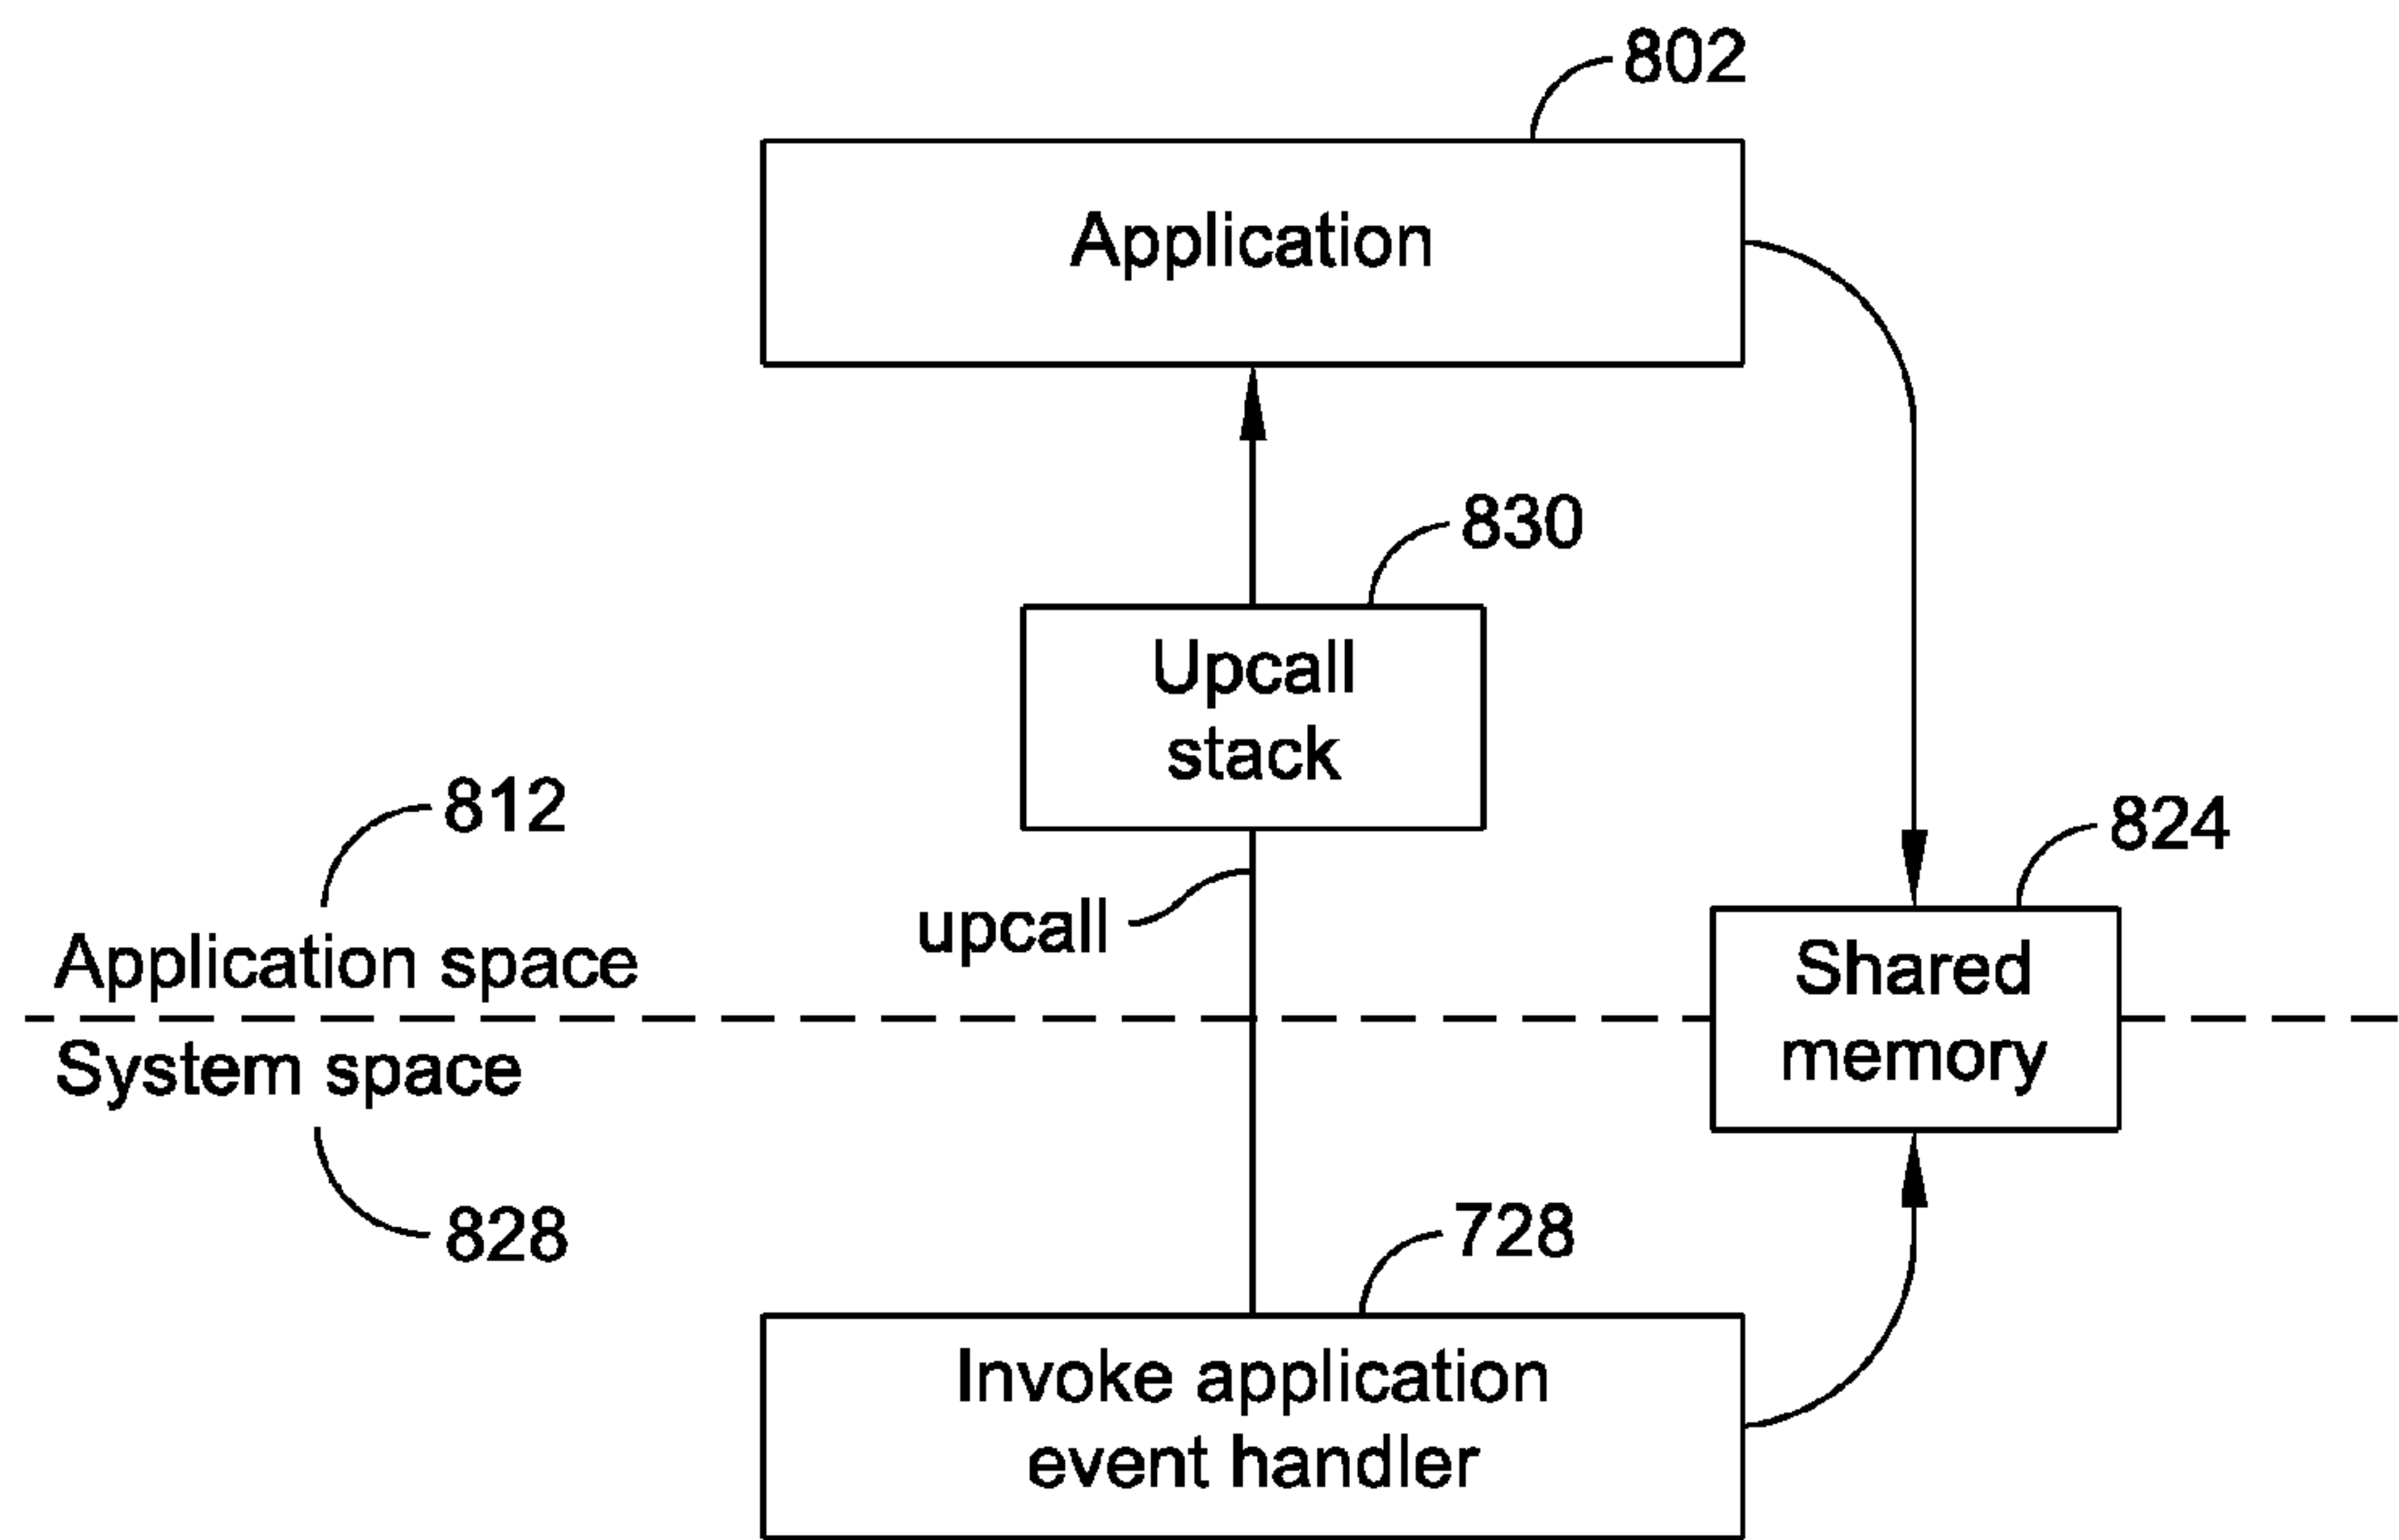 802
Application
830
Upcall
stack
812
824
upcall
Application space
Shared
memory
System space
728
828
Invoke application
event handler